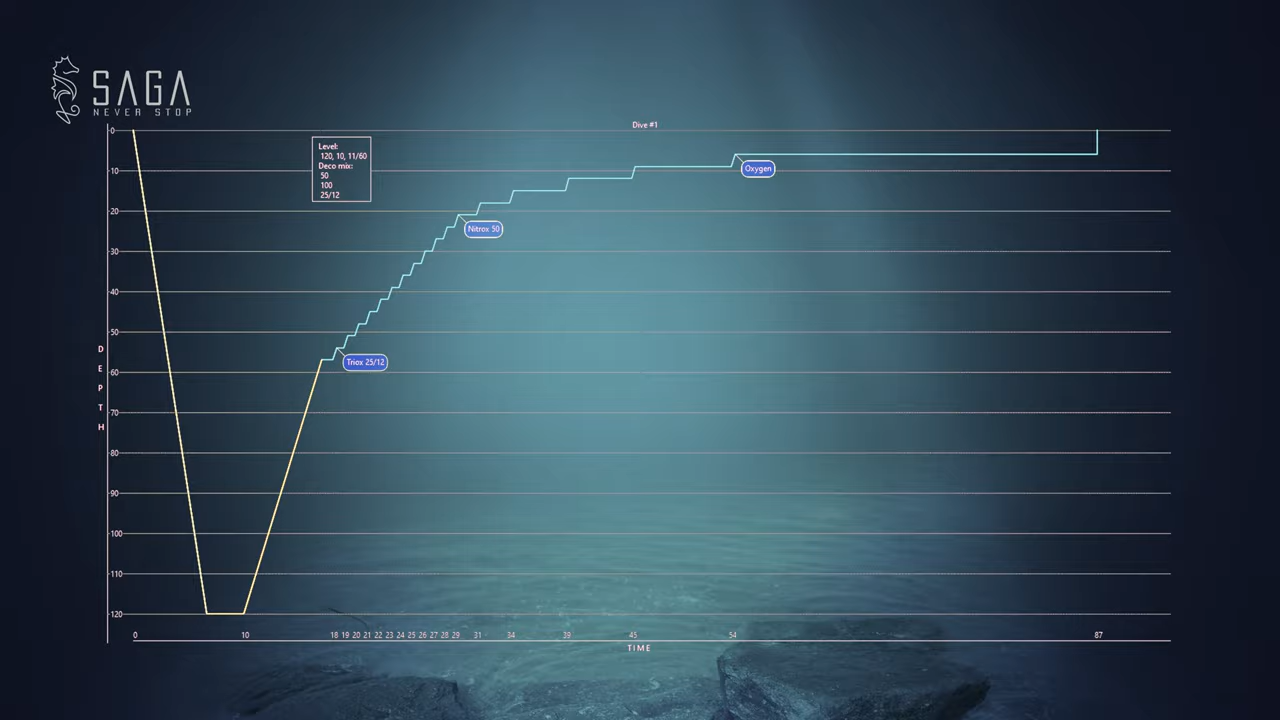 SAGA
NEVER STOP
Dive #1
Level:
120, 10, 11/60
Deco mix:
50
100
25/12
0
10
20
30
40
50
60
70
80
90
100
110
120
DEPTH
Oxygen
Nitrox 50
Triox 25/12
0 10 18 19 20 21 22 23 24 25 26 27 28 29 31 34 39 45 54 87
TIME